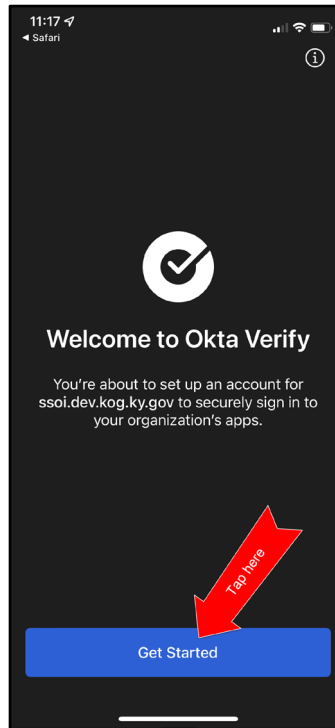 11:17
◀ Safari
Welcome to Okta Verify
You're about to set up an account for
ssoi.dev.kog.ky.gov to securely sign in to
your organization's apps.
Tap here
Get Started